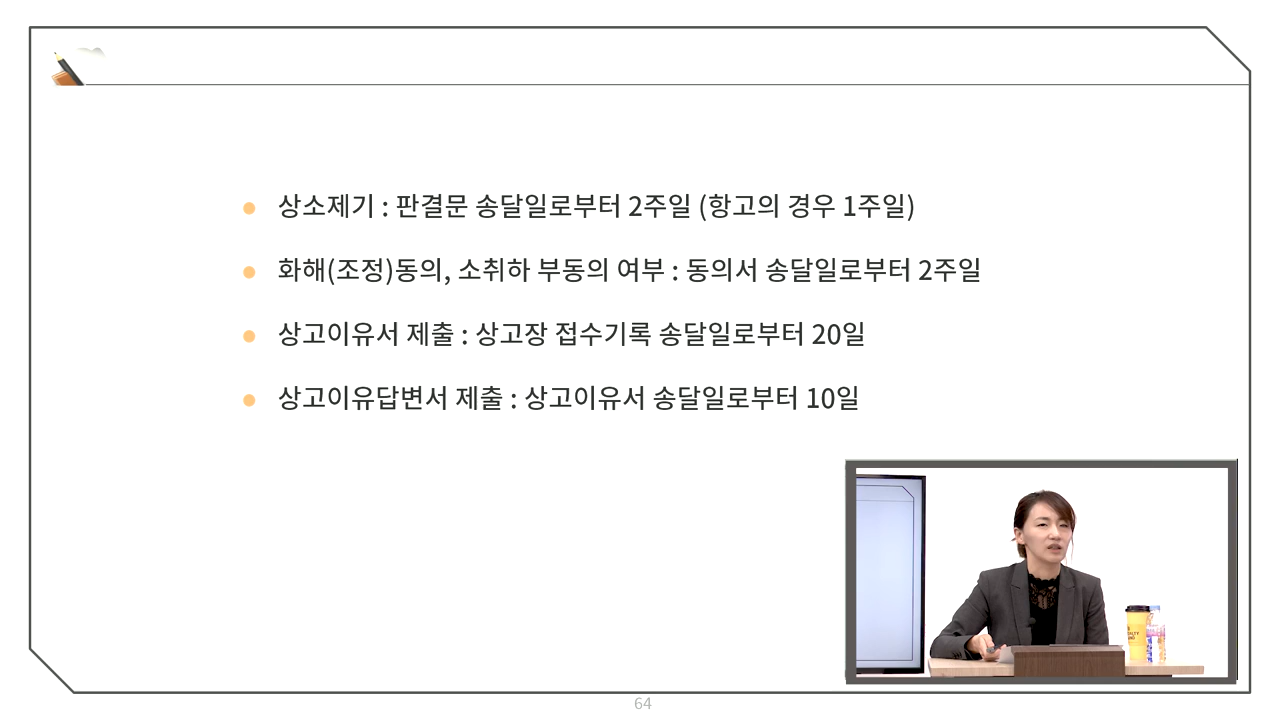 상소제기 : 판결문 송달일로부터 2주일 (항고의 경우 1주일)
화해(조정)동의, 소취하 부동의 여부 : 동의서 송달일로부터 2주일
상고이유서 제출 : 상고장 접수기록 송달일로부터 20일
상고이유답변서 제출 : 상고이유서 송달일로부터 10일
64